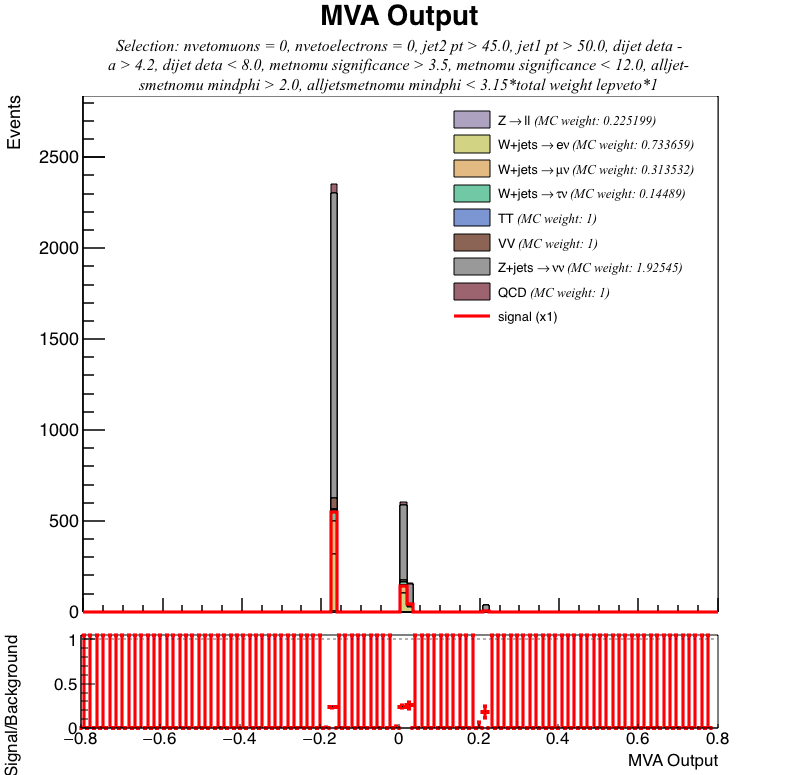 MVA Output
Selection: nvetomuons = 0, nvetoelectrons = 0, jet2 pt > 45.0, jet1 pt > 50.0, dijet deta -
a > 4.2, dijet deta < 8.0, metnomu significance > 3.5, metnomu significance < 12.0, alljet-
smetnomu mindphi > 2.0, alljetsmetnomu mindphi < 3.15*total weight lepveto*1
Events
2500
2000
1500
1000
500
0
Z→ll (MC weight: 0.225199)
W+jets→eν (MC weight: 0.733659)
W+jets→μν (MC weight: 0.313532)
W+jets→τν (MC weight: 0.14489)
TT (MC weight: 1)
VV (MC weight: 1)
Z+jets→νν (MC weight: 1.92545)
QCD (MC weight: 1)
signal (x1)
Signal/Background
1
0.5
0
−0.8 −0.6 −0.4 −0.2 0 0.2 0.4 0.6 0.8
MVA Output